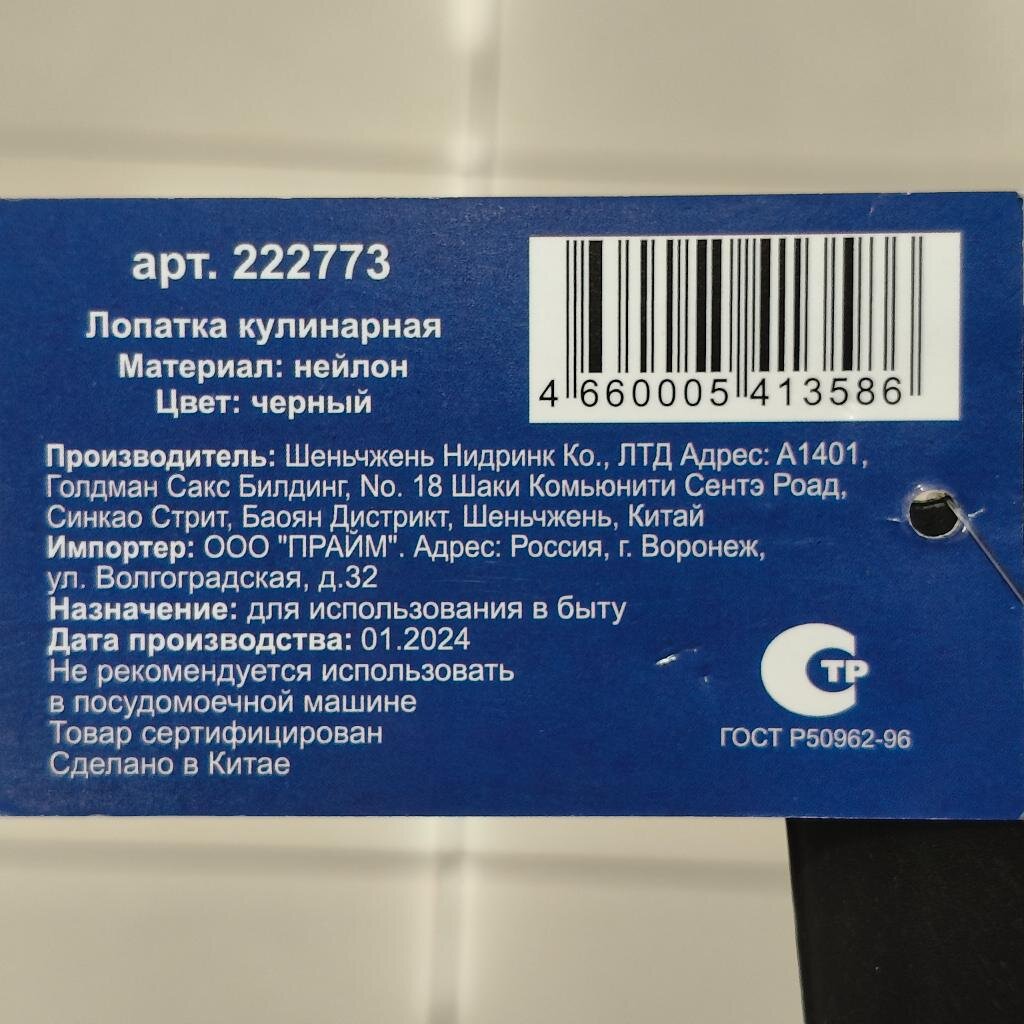 арт. 222773
Лопатка кулинарная
Материал: нейлон
Цвет: черный
4 660005 413586
Производитель: Шеньчжень Нидринк Ко., ЛТД Адрес: А1401,
Голдман Сакс Билдинг, No. 18 Шаки Комьюнити Сентэ Роад,
Синкао Стрит, Баоян Дистрикт, Шеньчжень, Китай
Импортер: ООО "ПРАЙМ". Адрес: Россия, г. Воронеж,
ул. Волгоградская, д.32
Назначение: для использования в быту
Дата производства: 01.2024
Не рекомендуется использовать
в посудомоечной машине
Товар сертифицирован
Сделано в Китае
СТР
ГОСТ Р50962-96